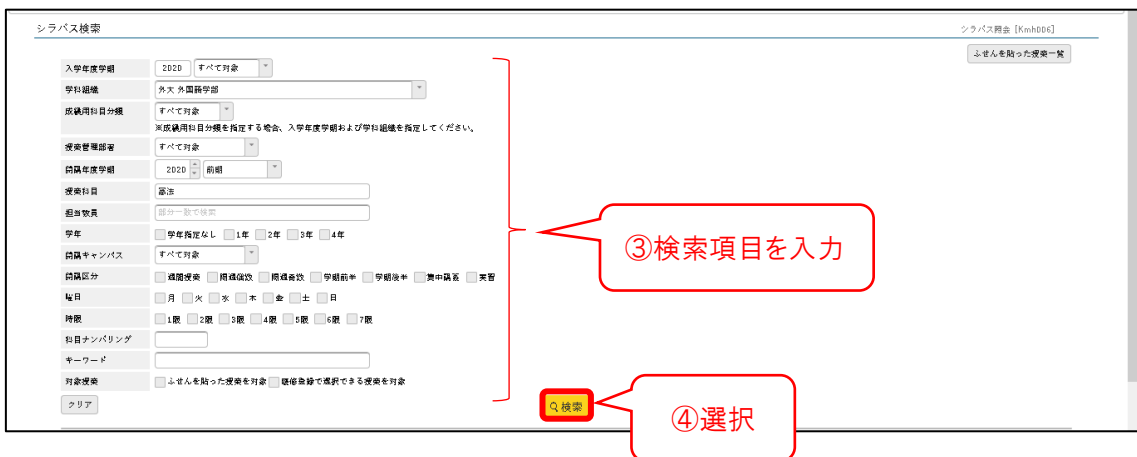 シラバス検索
シラバス照会 [Kmh006]
ふせんを貼った授業一覧
入学年度学期 2020 すべて対象
学科組織 外大 外国語学部
成績用科目分類 すべて対象
※成績用科目分類を指定する場合、入学年度学期および学科組織を指定してください。
授業管理部署 すべて対象
開講年度学期 2020 前期
授業科目 憲法
担当教員 部分一致で検索
学年 学年指定なし 1年 2年 3年 4年
開講キャンパス すべて対象
開講区分 週間授業 隔週偶数 隔週奇数 学期前半 学期後半 集中講義 実習
曜日 月 火 水 木 金 土 日
時限 1限 2限 3限 4限 5限 6限 7限
科目ナンバリング
キーワード
対象授業 ふせんを貼った授業を対象 履修登録で選択できる授業を対象
クリア
検索
③検索項目を入力
④選択